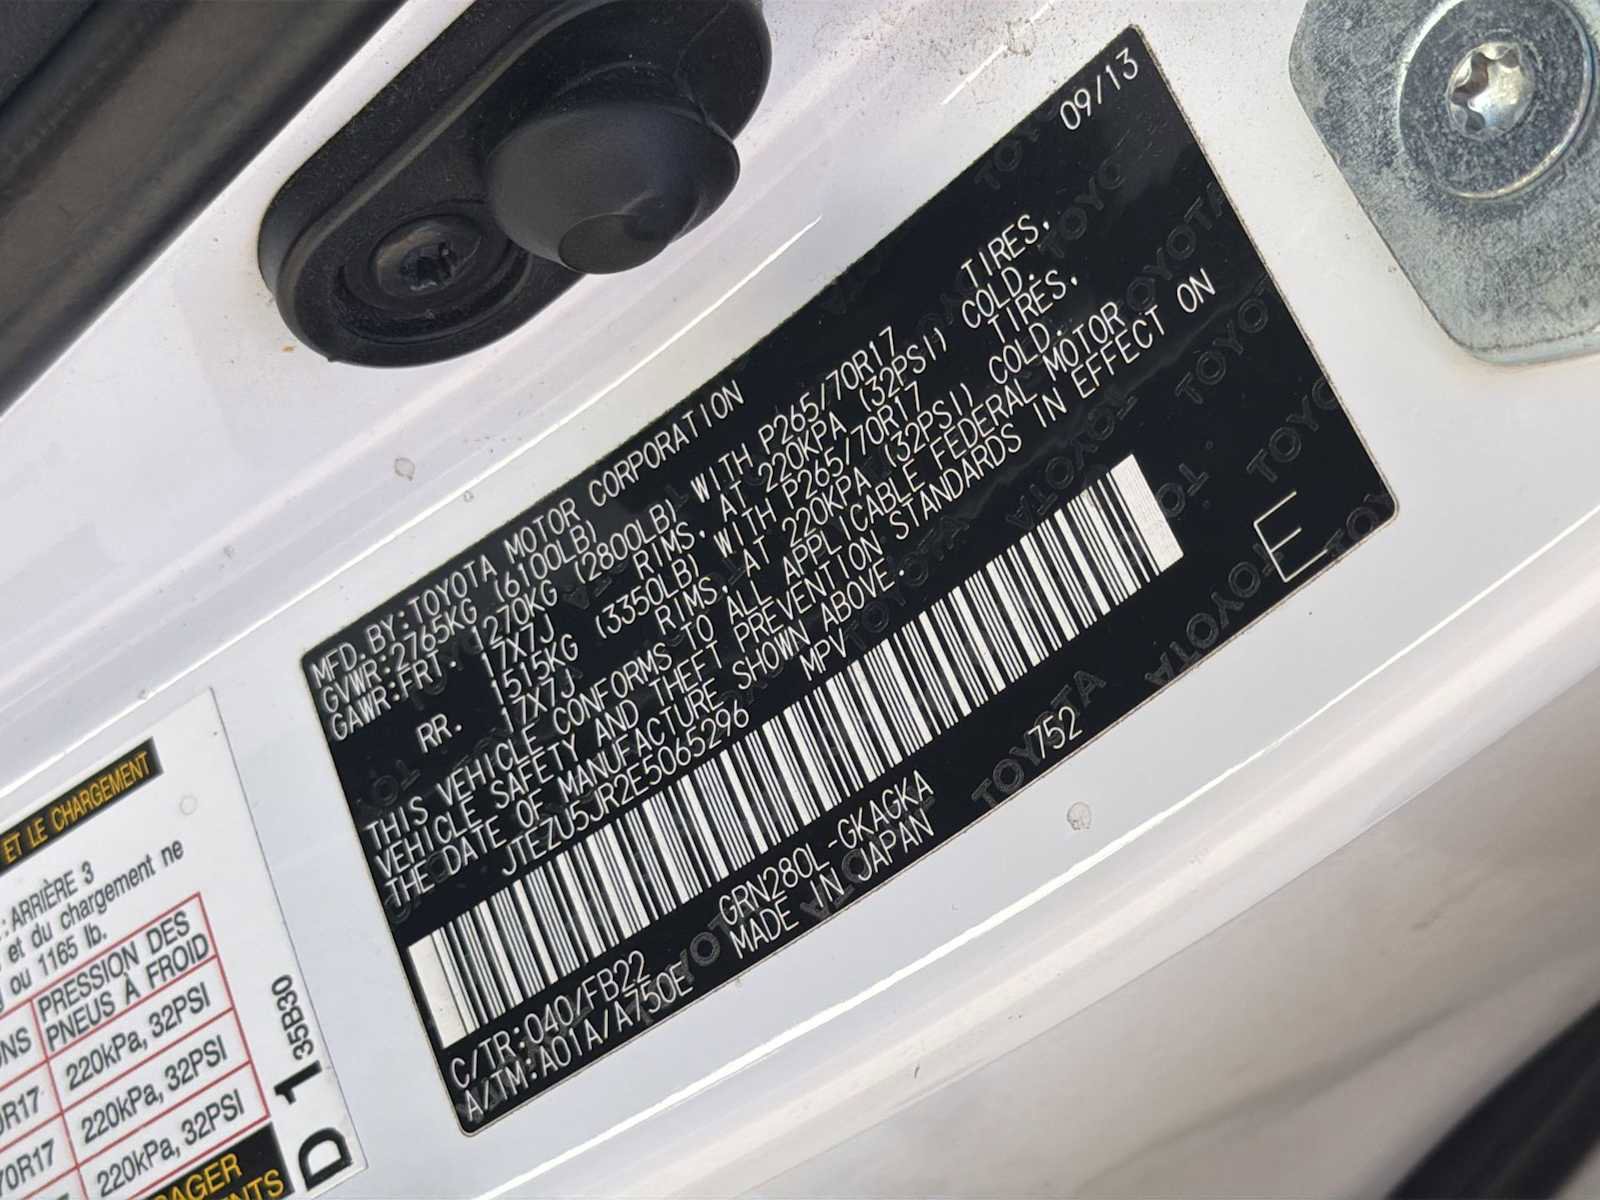 09/13
MFD. BY:TOYOTA MOTOR CORPORATION
GVWR:2765KG (6100LB)
GAWR:FRT. 1270KG (2800LB) WITH P265/70R17 TIRES,
17X7J RIMS, AT 220KPA (32PSI) COLD.
RR. 1515KG (3350LB) WITH P265/70R17 TIRES,
17X7J RIMS, AT 220KPA (32PSI) COLD.
THIS VEHICLE CONFORMS TO ALL APPLICABLE FEDERAL MOTOR
VEHICLE SAFETY AND THEFT PREVENTION STANDARDS IN EFFECT ON
THE DATE OF MANUFACTURE SHOWN ABOVE.
JTEZU5JR2E5065296 MPV
E
C/TR:040/FB22 GRN280L-GKAGKA 752
A/TM:A01A/A750E MADE IN JAPAN
ET LE CHARGEMENT
: ARRIÈRE 3
et du chargement ne
ou 1165 lb.
PRESSION DES
PNEUS À FROID
220kPa, 32PSI
220kPa, 32PSI
70R17 220kPa, 32PSI
D 1 35B30